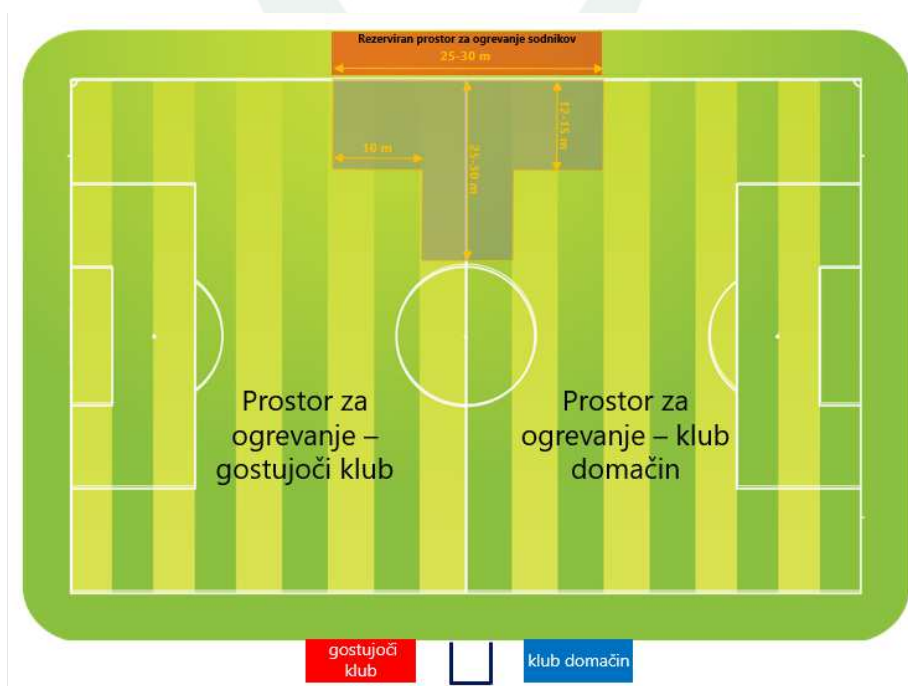 Rezerviran prostor za ogrevanje sodnikov
25-30 m
12-15 m
10 m
25-30 m
Prostor za
ogrevanje –
gostujoči klub
Prostor za
ogrevanje – klub
domačin
gostujoči
klub
klub domačin